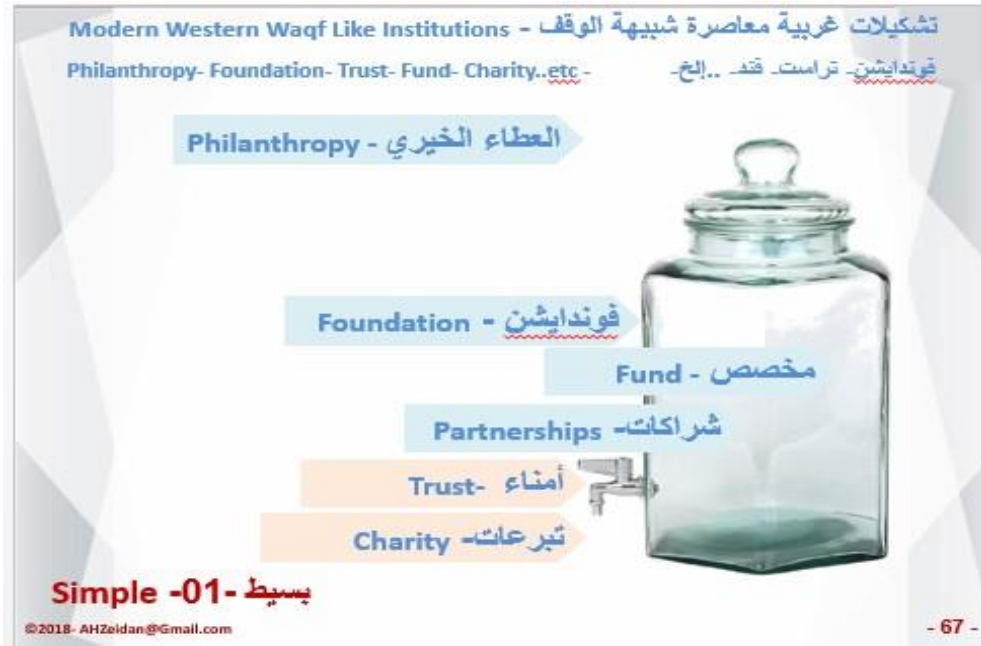 تشكيلات غربية معاصرة شبيهة الوقف - Modern Western Waqf Like Institutions
فوندايشن- تراست- فند- ..إلخ- - Philanthropy- Foundation- Trust- Fund- Charity..etc
العطاء الخيري - Philanthropy
فوندايشن - Foundation
مخصص - Fund
شراكات- Partnerships
أمناء -Trust
تبرعات- Charity
Simple -01- بسيط
©2018- AHZeidan@Gmail.com
- 67 -